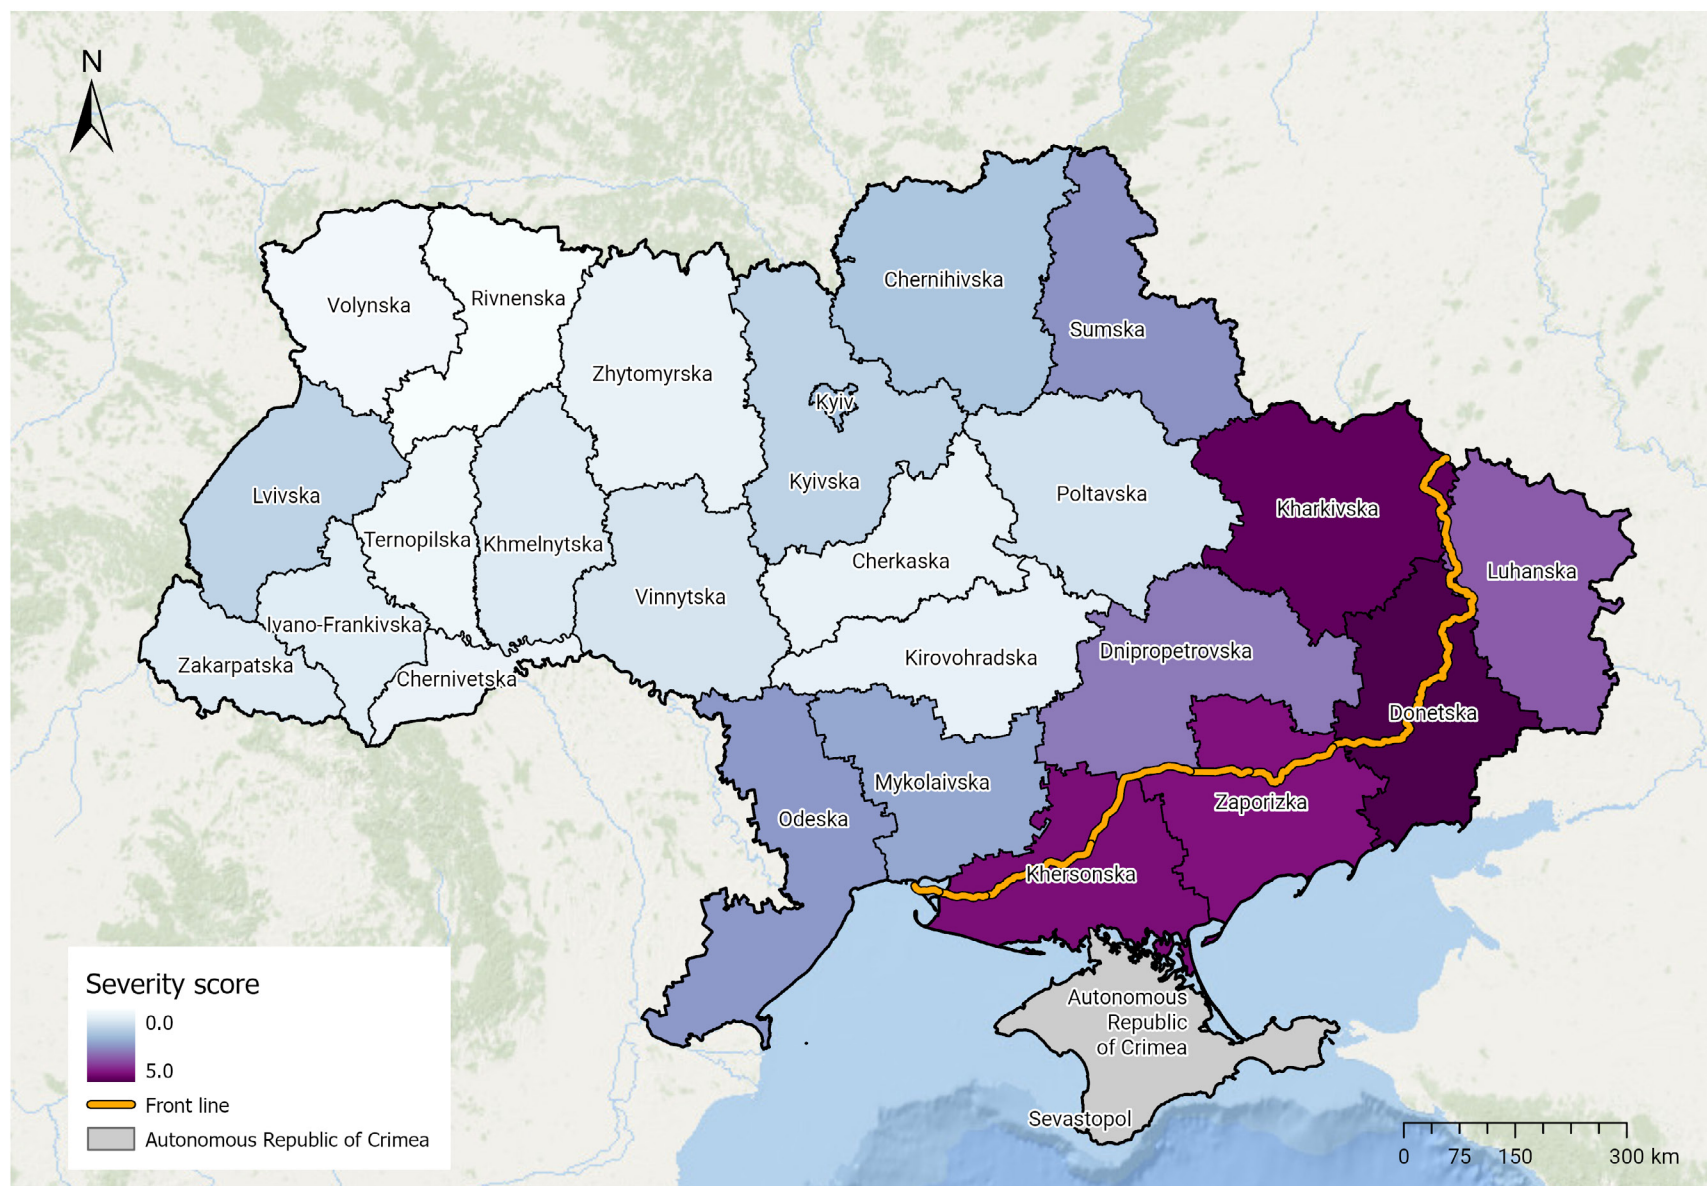 N
Volynska
Rivnenska
Zhytomyrska
Chernihivska
Sumska
Kyiv
Kyivska
Lvivska
Ternopilska
Khmelnytska
Vinnytska
Cherkaska
Poltavska
Kharkivska
Luhanska
Ivano-Frankivska
Zakarpatska
Chernivetska
Kirovohradska
Dnipropetrovska
Donetska
Odeska
Mykolaivska
Zaporizka
Khersonska
Autonomous
Republic
of Crimea
Sevastopol
Severity score
0.0
5.0
Front line
Autonomous Republic of Crimea
0 75 150 300 km